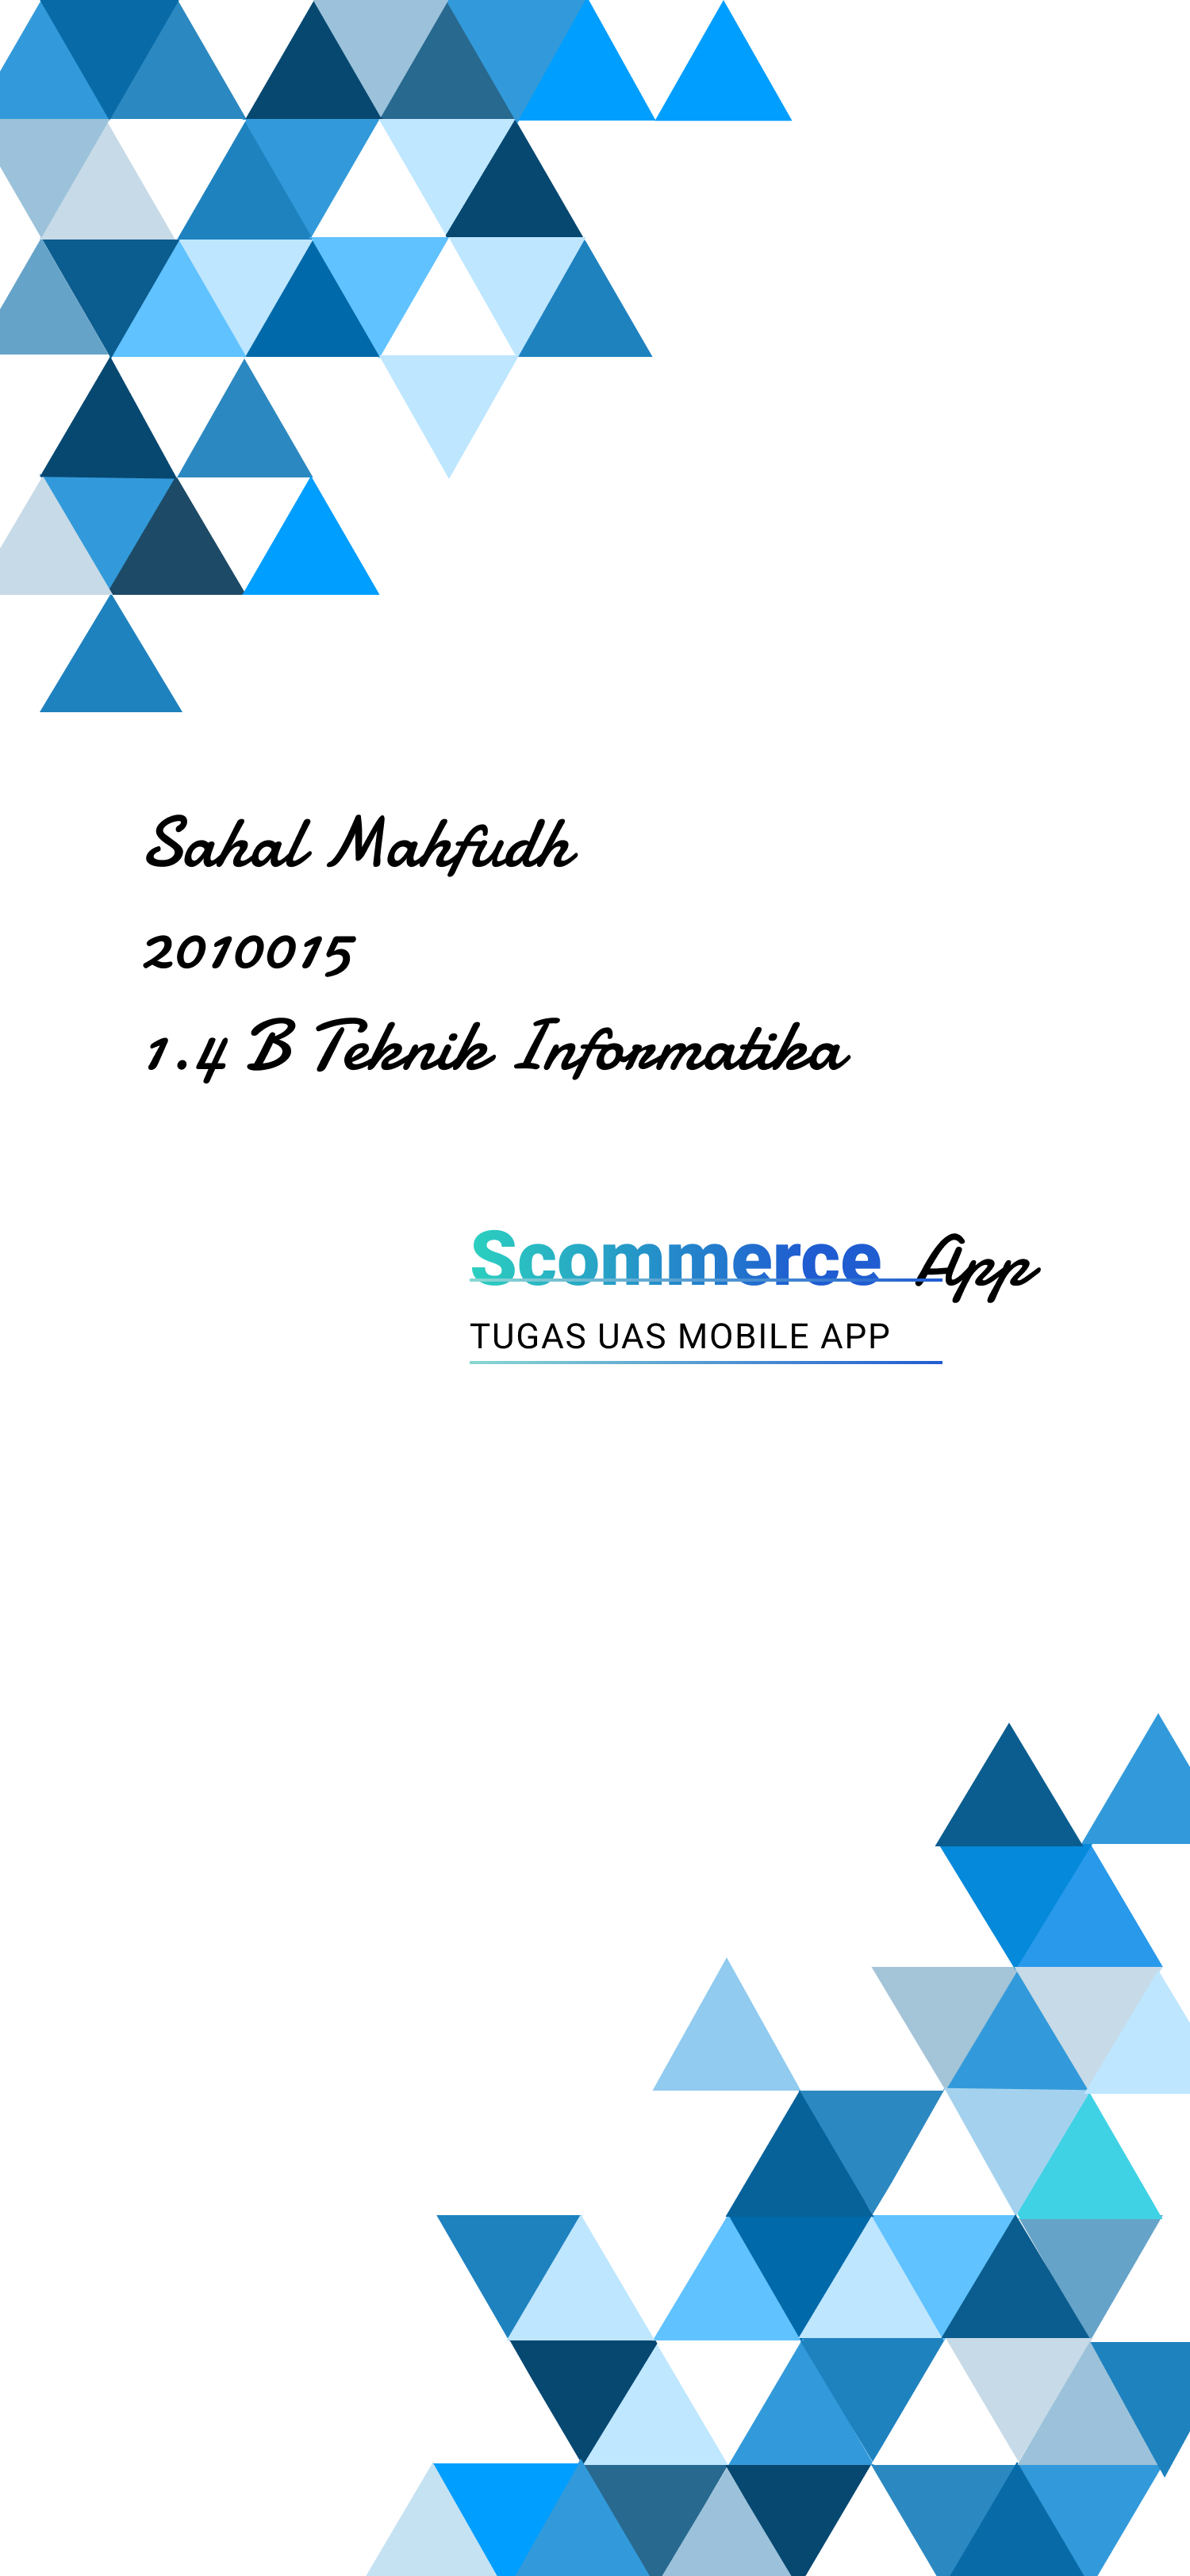 Sahal Mahfudh
2010015
1.4 B Teknik Informatika
Scommerce App
TUGAS UAS MOBILE APP